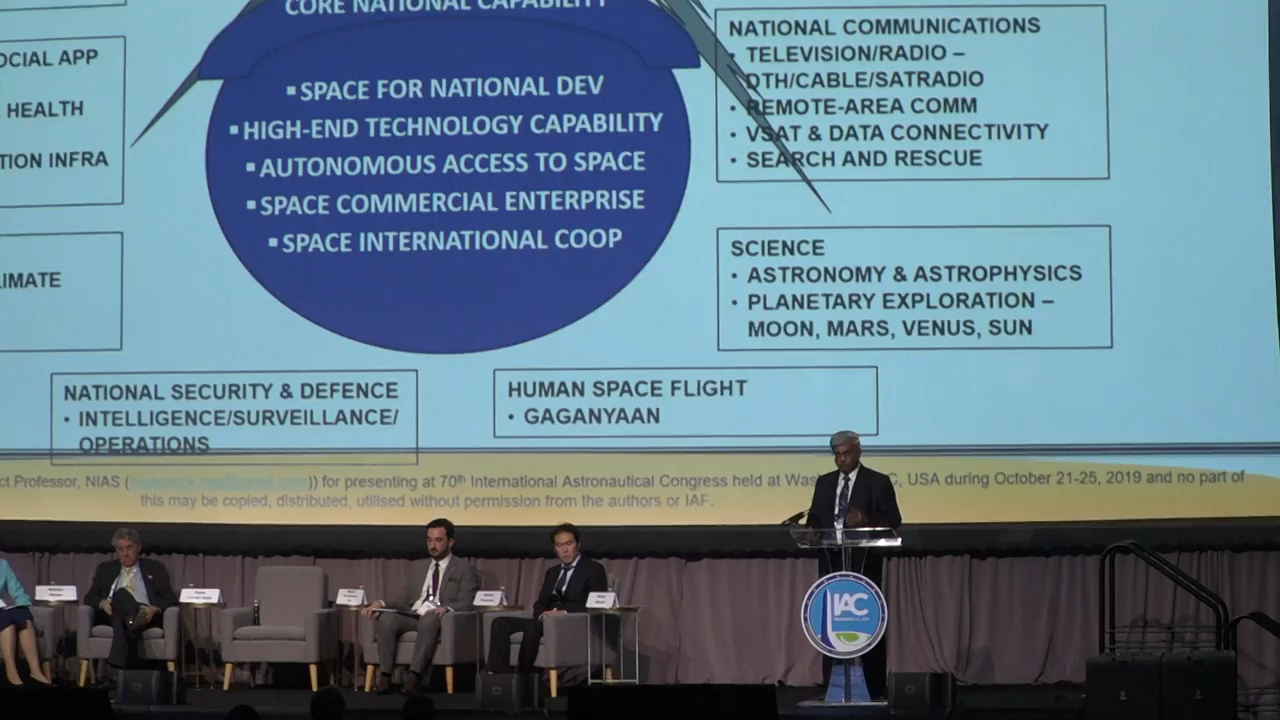 CORE NATIONAL CAPABILITY
▪SPACE FOR NATIONAL DEV
▪HIGH-END TECHNOLOGY CAPABILITY
▪AUTONOMOUS ACCESS TO SPACE
▪SPACE COMMERCIAL ENTERPRISE
▪SPACE INTERNATIONAL COOP
OCIAL APP
HEALTH
TION INFRA
IMATE
NATIONAL COMMUNICATIONS
• TELEVISION/RADIO –
DTH/CABLE/SATRADIO
• REMOTE-AREA COMM
• VSAT & DATA CONNECTIVITY
• SEARCH AND RESCUE
SCIENCE
• ASTRONOMY & ASTROPHYSICS
• PLANETARY EXPLORATION –
MOON, MARS, VENUS, SUN
NATIONAL SECURITY & DEFENCE
• INTELLIGENCE/SURVEILLANCE/
OPERATIONS
HUMAN SPACE FLIGHT
• GAGANYAAN
ct Professor, NIAS ( )) for presenting at 70th International Astronautical Congress held at Was C, USA during October 21-25, 2019 and no part of
this may be copied, distributed, utilised without permission from the authors or IAF.
IAC